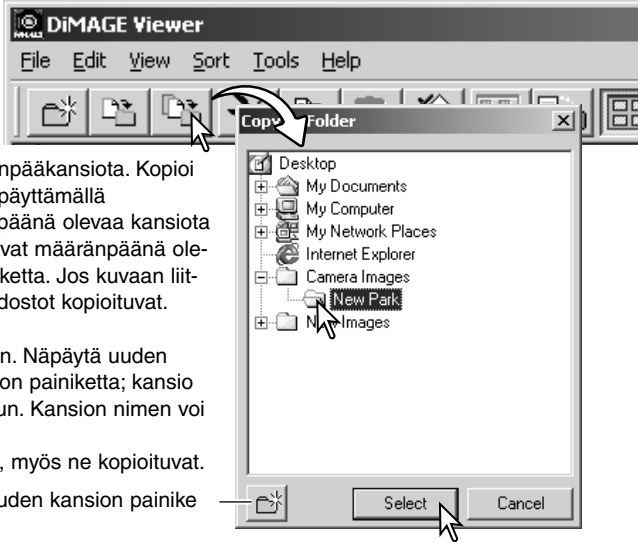 DiMAGE Viewer
File Edit View Sort Tools Help
Folder
Desktop
My Documents
My Computer
My Network Places
Internet Explorer
Camera Images
New Park
Images
Select Cancel
npääkansiota. Kopioi
päyttämällä
päänä olevaa kansiota
vat määränpäänä ole-
ketta. Jos kuvaan liit-
dostot kopioituvat.
n. Näpäytä uuden
on painiketta; kansio
un. Kansion nimen voi
, myös ne kopioituvat.
uden kansion painike